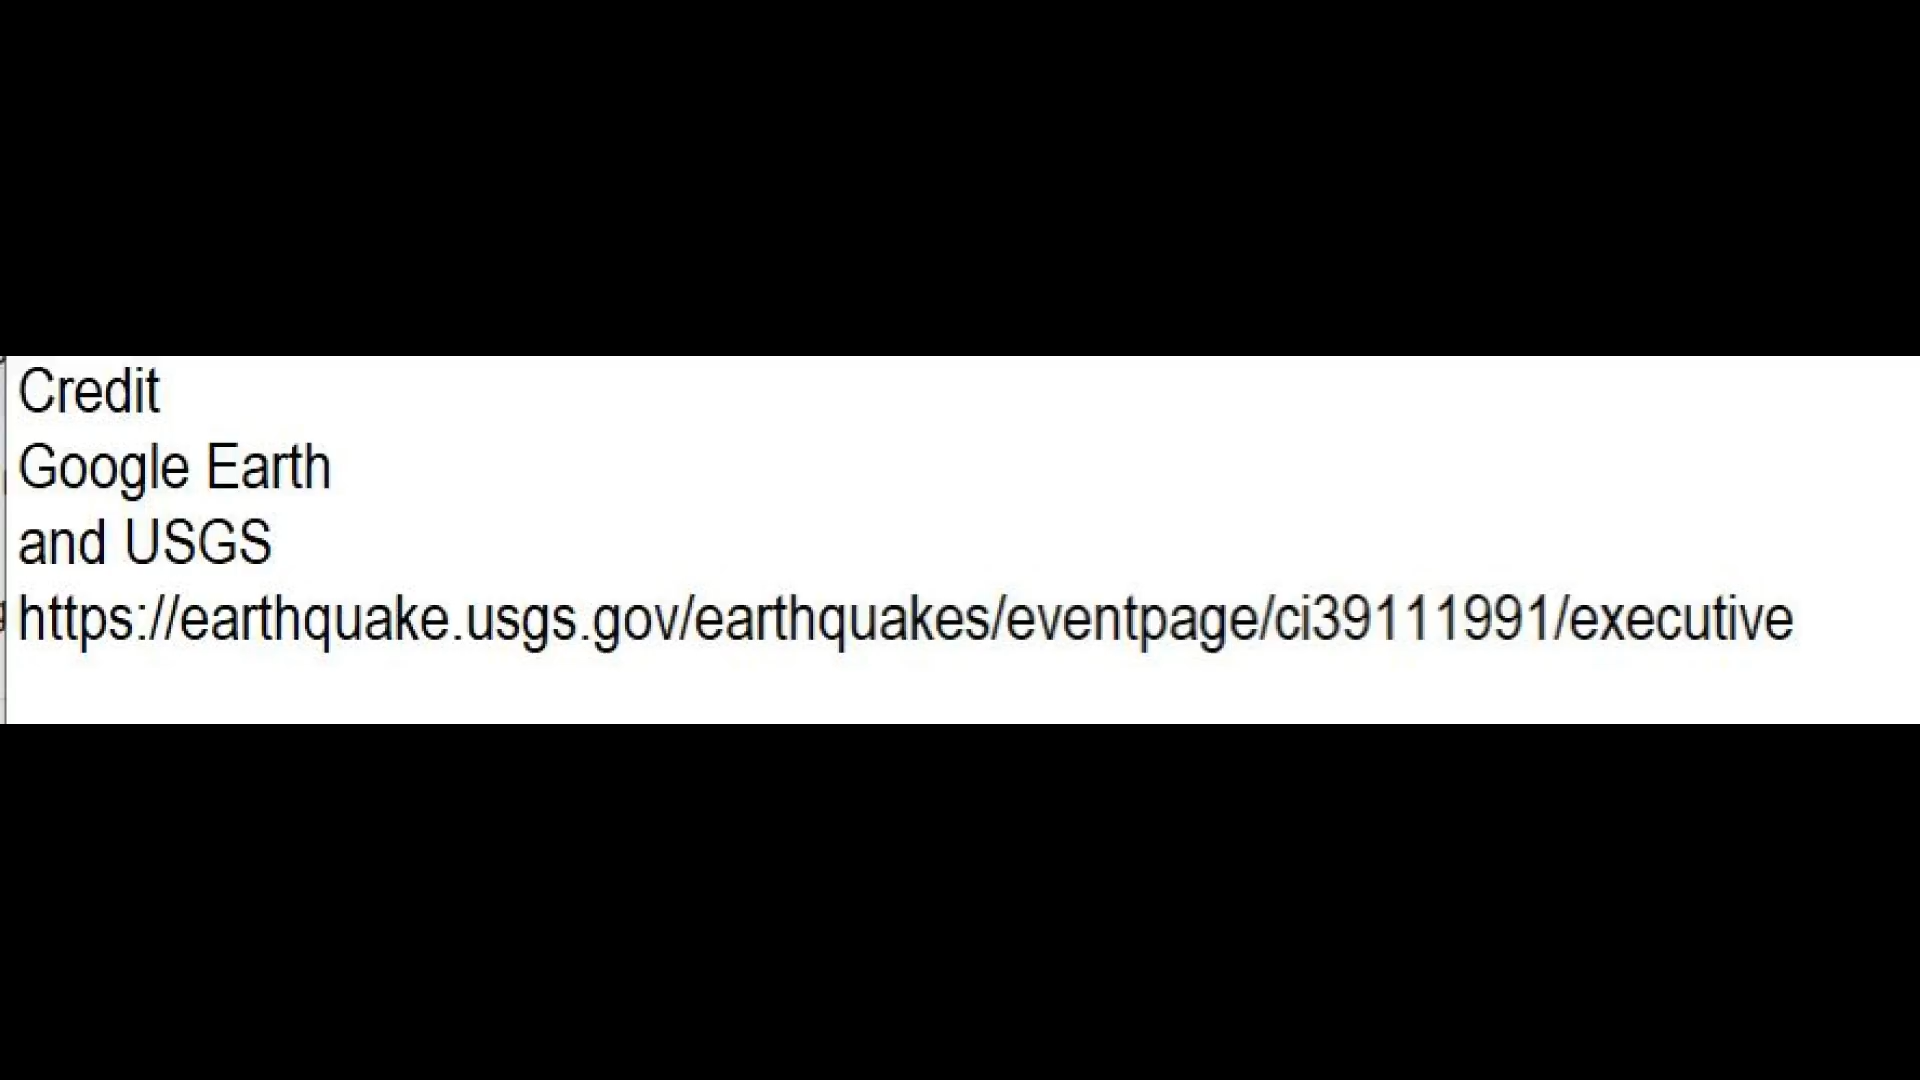 Credit
Google Earth
and USGS
https://earthquake.usgs.gov/earthquakes/eventpage/ci39111991/executive